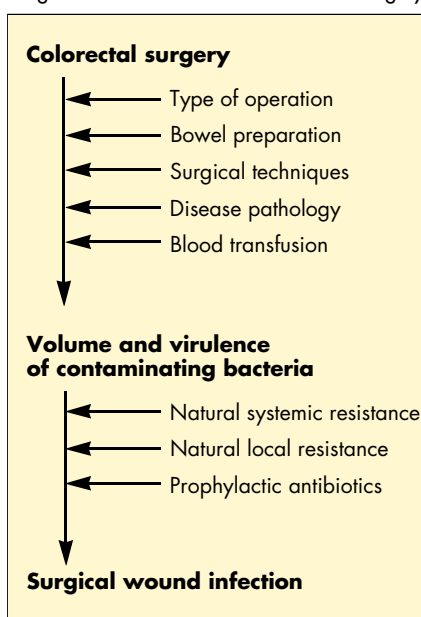 Colorectal surgery
Type of operation
Bowel preparation
Surgical techniques
Disease pathology
Blood transfusion
Volume and virulence
of contaminating bacteria
Natural systemic resistance
Natural local resistance
Prophylactic antibiotics
Surgical wound infection